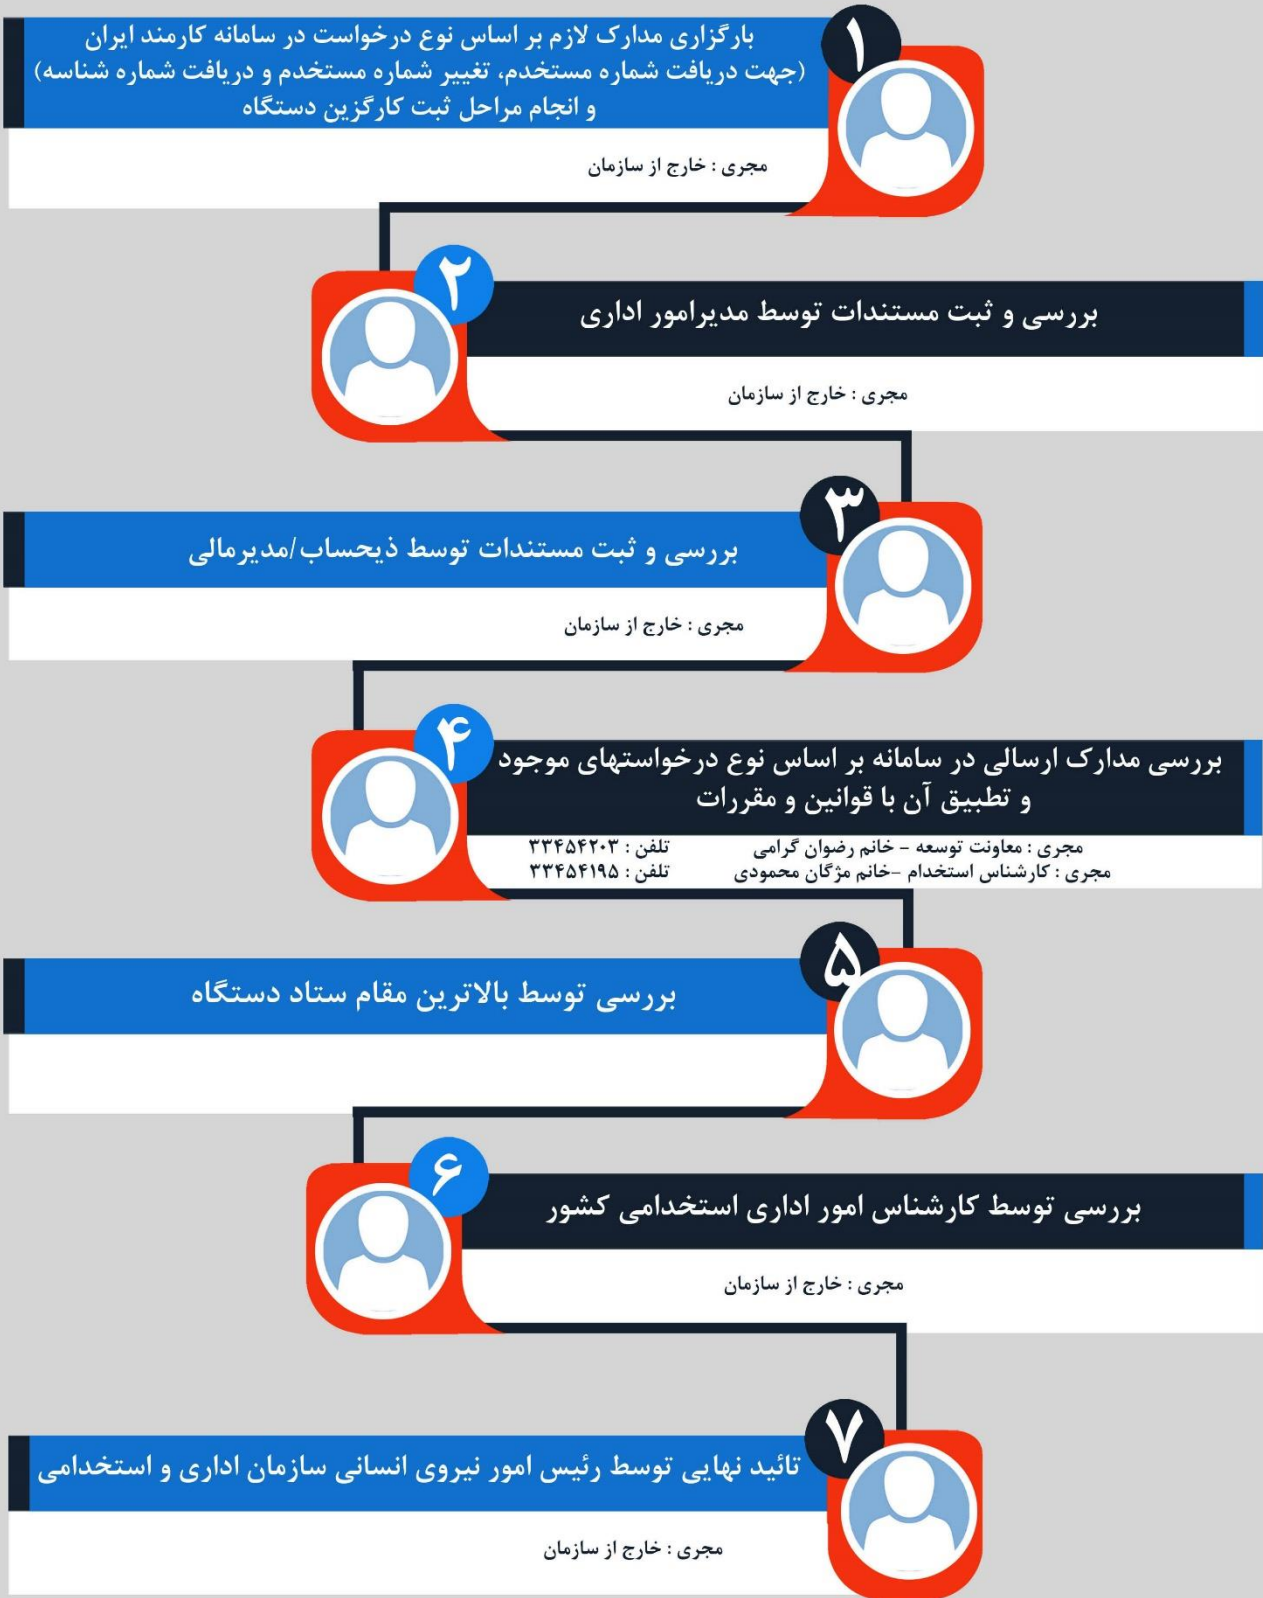 ۱
بارگزاری مدارک لازم بر اساس نوع درخواست در سامانه کارمند ایران
(جهت دریافت شماره مستخدم، تغییر شماره مستخدم و دریافت شماره شناسه)
و انجام مراحل ثبت کارگزین دستگاه
مجری : خارج از سازمان
۲
بررسی و ثبت مستندات توسط مدیرامور اداری
مجری : خارج از سازمان
۳
بررسی و ثبت مستندات توسط ذیحساب/مدیرمالی
مجری : خارج از سازمان
۴
بررسی مدارک ارسالی در سامانه بر اساس نوع درخواستهای موجود
و تطبیق آن با قوانین و مقررات
مجری : معاونت توسعه - خانم رضوان گرامی تلفن : ۳۳۴۵۴۲۰۳
مجری : کارشناس استخدام -خانم مژگان محمودی تلفن : ۳۳۴۵۴۱۹۵
۵
بررسی توسط بالاترین مقام ستاد دستگاه
۶
بررسی توسط کارشناس امور اداری استخدامی کشور
مجری : خارج از سازمان
۷
تائید نهایی توسط رئیس امور نیروی انسانی سازمان اداری و استخدامی
مجری : خارج از سازمان